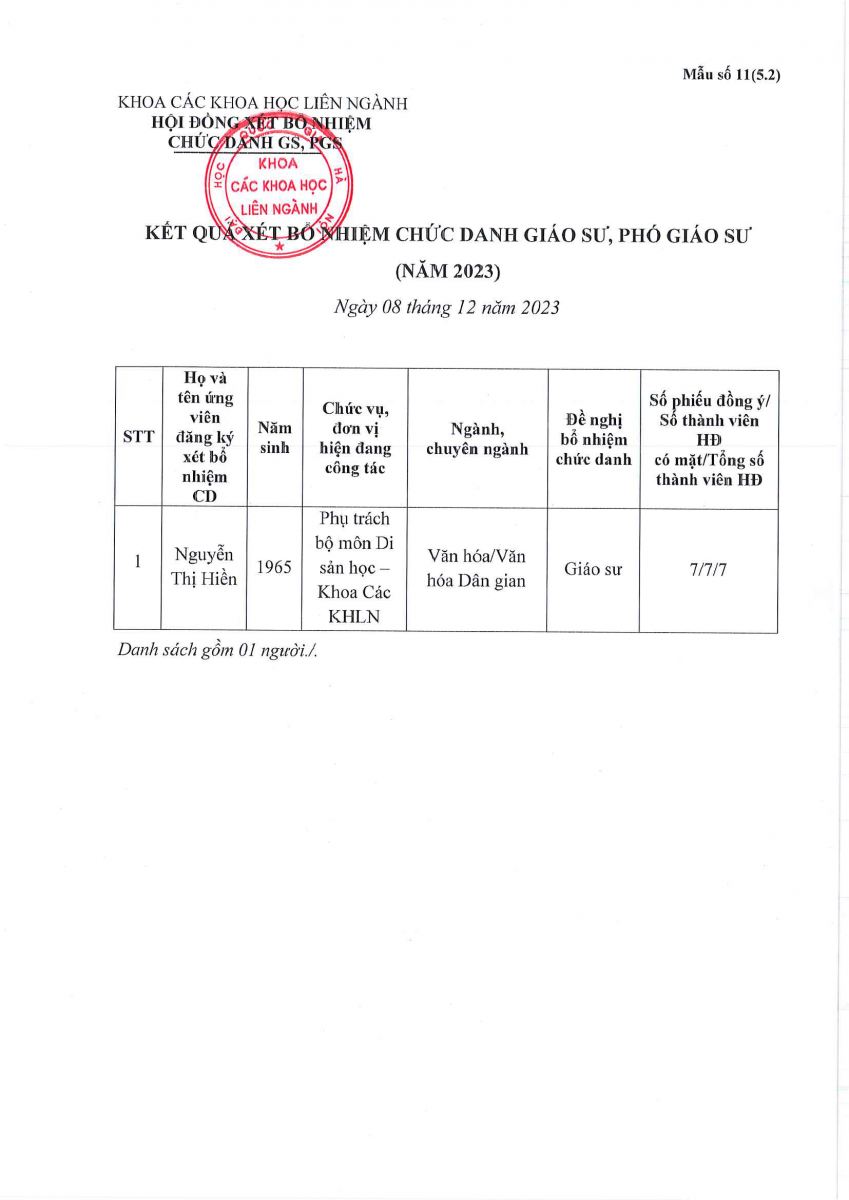 Mẫu số 11(5.2)
KHOA CÁC KHOA HỌC LIÊN NGÀNH
HỘI ĐỒNG XÉT BỔ NHIỆM
CHỨC DANH GS, PGS
ĐẠI HỌC QUỐC GIA HÀ NỘI
KHOA
CÁC KHOA HỌC
LIÊN NGÀNH
KẾT QUẢ XÉT BỔ NHIỆM CHỨC DANH GIÁO SƯ, PHÓ GIÁO SƯ
(NĂM 2023)
Ngày 08 tháng 12 năm 2023
STT
Họ và
tên ứng
viên
đăng ký
xét bổ
nhiệm
CD
Năm
sinh
Chức vụ,
đơn vị
hiện đang
công tác
Ngành,
chuyên ngành
Đề nghị
bổ nhiệm
chức danh
Số phiếu đồng ý/
Số thành viên
HĐ
có mặt/Tổng số
thành viên HĐ
1
Nguyễn
Thị Hiền
1965
Phụ trách
bộ môn Di
sản học –
Khoa Các
KHLN
Văn hóa/Văn
hóa Dân gian
Giáo sư
7/7/7
Danh sách gồm 01 người./.